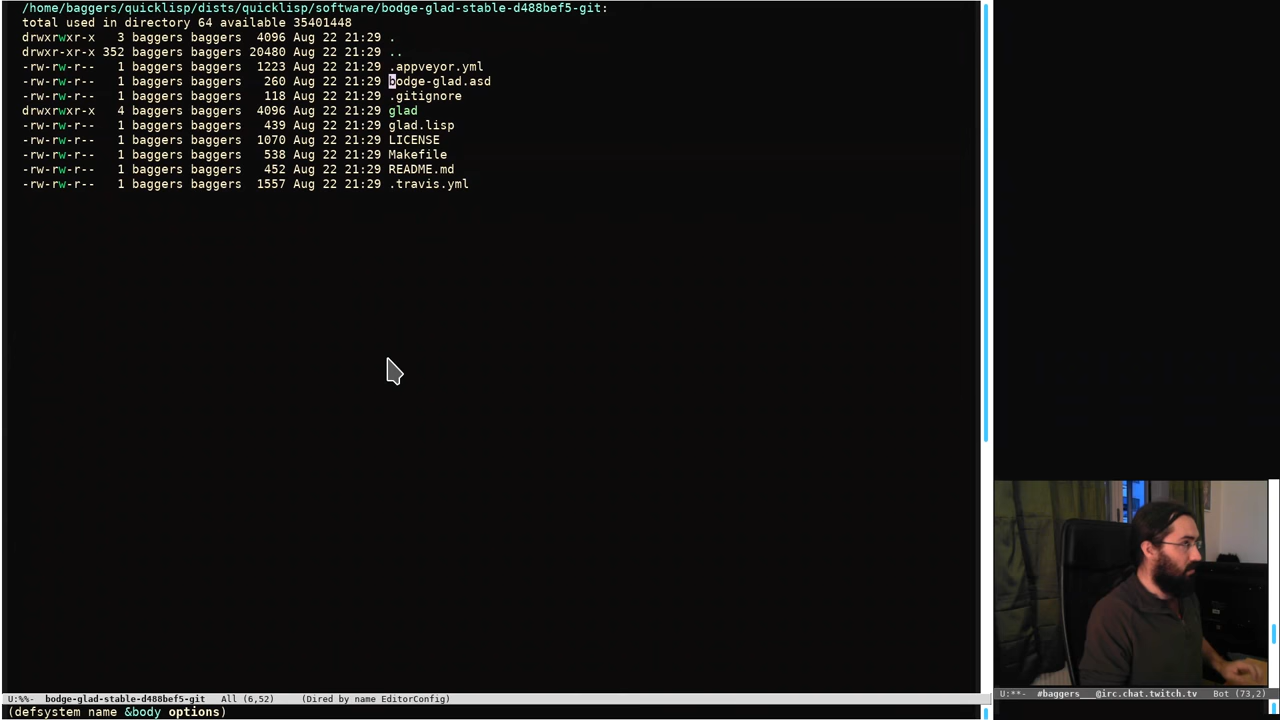 /home/baggers/quicklisp/dists/quicklisp/software/bodge-glad-stable-d488bef5-git:
total used in directory 64 available 35401448
drwxrwxr-x   3 baggers baggers  4096 Aug 22 21:29 .
drwxr-xr-x 352 baggers baggers 20480 Aug 22 21:29 ..
-rw-rw-r--   1 baggers baggers  1223 Aug 22 21:29 .appveyor.yml
-rw-rw-r--   1 baggers baggers   260 Aug 22 21:29 bodge-glad.asd
-rw-rw-r--   1 baggers baggers   118 Aug 22 21:29 .gitignore
drwxrwxr-x   4 baggers baggers  4096 Aug 22 21:29 glad
-rw-rw-r--   1 baggers baggers   439 Aug 22 21:29 glad.lisp
-rw-rw-r--   1 baggers baggers  1070 Aug 22 21:29 LICENSE
-rw-rw-r--   1 baggers baggers   538 Aug 22 21:29 Makefile
-rw-rw-r--   1 baggers baggers   452 Aug 22 21:29 README.md
-rw-rw-r--   1 baggers baggers  1557 Aug 22 21:29 .travis.yml
U:%%-  bodge-glad-stable-d488bef5-git   All (6,52)     (Dired by name EditorConfig)
U:**-  #baggers___@irc.chat.twitch.tv   Bot (73,2)
(defsystem name &body options)